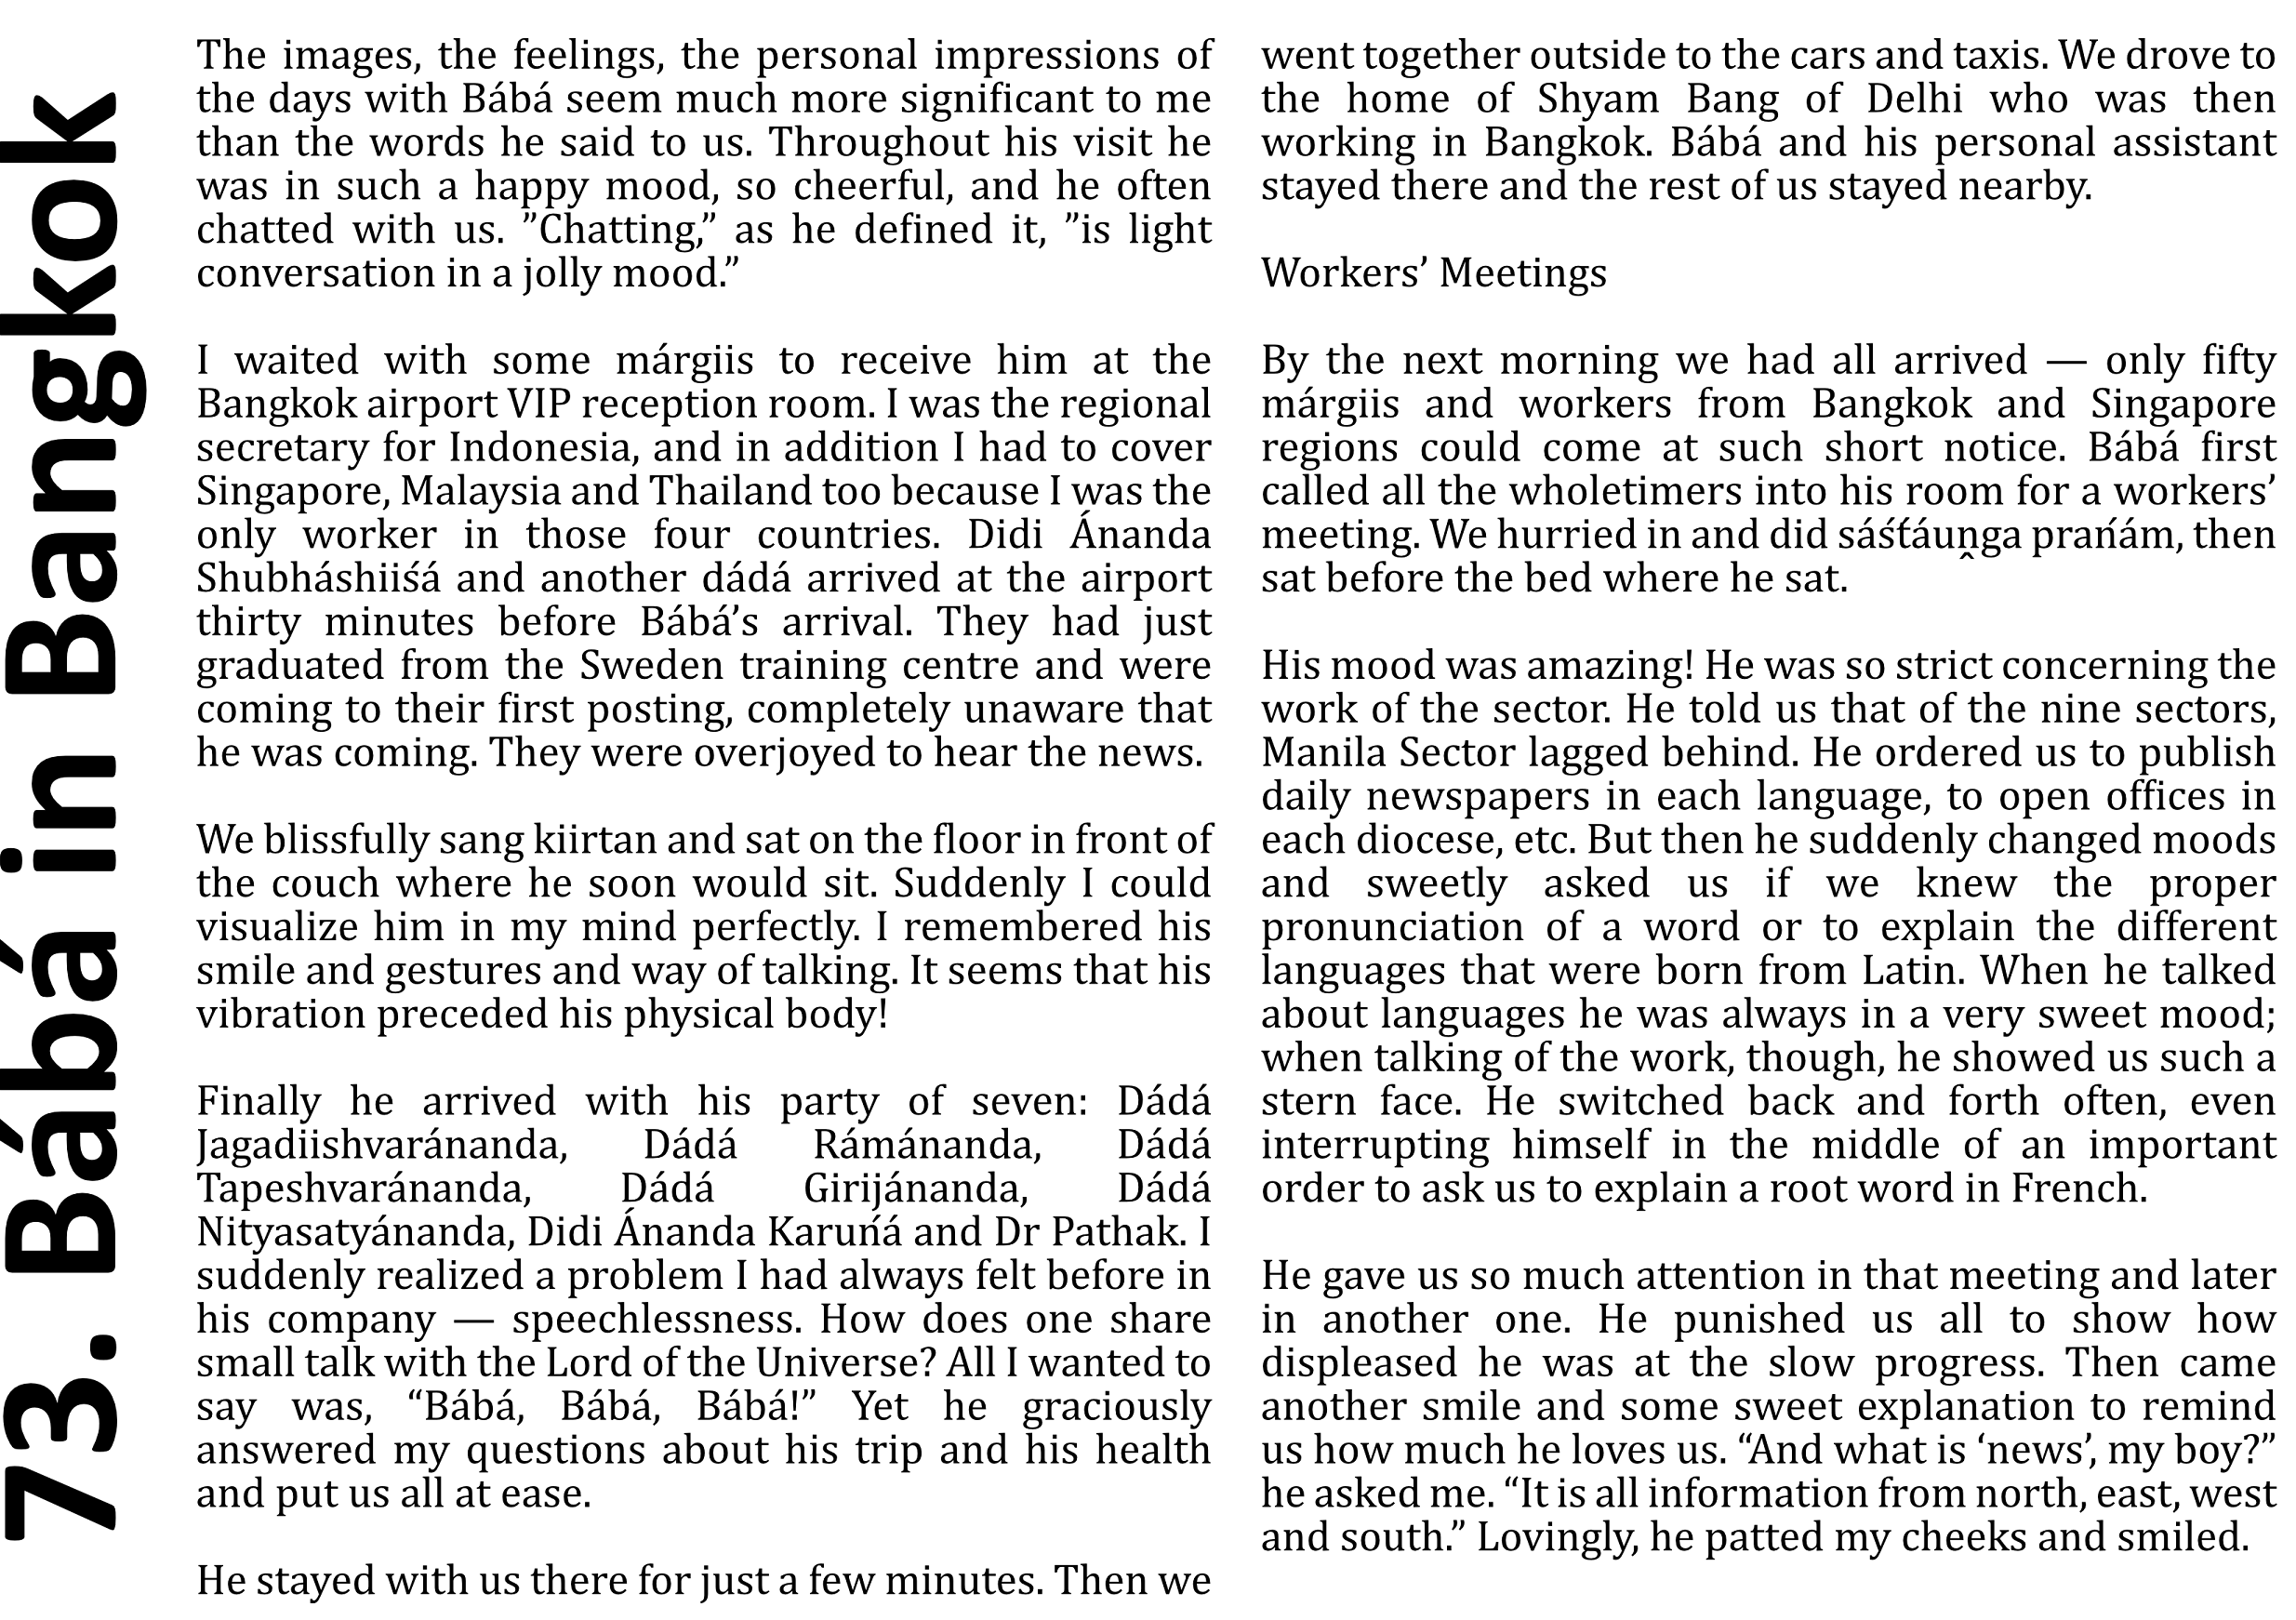 73. Bábá in Bangkok
The images, the feelings, the personal impressions of
the days with Bábá seem much more significant to me
than the words he said to us. Throughout his visit he
was in such a happy mood, so cheerful, and he often
chatted with us. ”Chatting,” as he defined it, ”is light
conversation in a jolly mood.”
I waited with some márgiis to receive him at the
Bangkok airport VIP reception room. I was the regional
secretary for Indonesia, and in addition I had to cover
Singapore, Malaysia and Thailand too because I was the
only worker in those four countries. Didi Ánanda
Shubháshiiśá and another dádá arrived at the airport
thirty minutes before Bábá’s arrival. They had just
graduated from the Sweden training centre and were
coming to their first posting, completely unaware that
he was coming. They were overjoyed to hear the news.
We blissfully sang kiirtan and sat on the floor in front of
the couch where he soon would sit. Suddenly I could
visualize him in my mind perfectly. I remembered his
smile and gestures and way of talking. It seems that his
vibration preceded his physical body!
Finally he arrived with his party of seven: Dádá
Jagadiishvaránanda, Dádá Rámánanda, Dádá
Tapeshvaránanda, Dádá Girijánanda, Dádá
Nityasatyánanda, Didi Ánanda Karuńá and Dr Pathak. I
suddenly realized a problem I had always felt before in
his company — speechlessness. How does one share
small talk with the Lord of the Universe? All I wanted to
say was, “Bábá, Bábá, Bábá!” Yet he graciously
answered my questions about his trip and his health
and put us all at ease.
He stayed with us there for just a few minutes. Then we
went together outside to the cars and taxis. We drove to
the home of Shyam Bang of Delhi who was then
working in Bangkok. Bábá and his personal assistant
stayed there and the rest of us stayed nearby.
Workers’ Meetings
By the next morning we had all arrived — only fifty
márgiis and workers from Bangkok and Singapore
regions could come at such short notice. Bábá first
called all the wholetimers into his room for a workers’
meeting. We hurried in and did sáśt́áuṋga prańám, then
sat before the bed where he sat.
His mood was amazing! He was so strict concerning the
work of the sector. He told us that of the nine sectors,
Manila Sector lagged behind. He ordered us to publish
daily newspapers in each language, to open offices in
each diocese, etc. But then he suddenly changed moods
and sweetly asked us if we knew the proper
pronunciation of a word or to explain the different
languages that were born from Latin. When he talked
about languages he was always in a very sweet mood;
when talking of the work, though, he showed us such a
stern face. He switched back and forth often, even
interrupting himself in the middle of an important
order to ask us to explain a root word in French.
He gave us so much attention in that meeting and later
in another one. He punished us all to show how
displeased he was at the slow progress. Then came
another smile and some sweet explanation to remind
us how much he loves us. “And what is ‘news’, my boy?”
he asked me. “It is all information from north, east, west
and south.” Lovingly, he patted my cheeks and smiled.